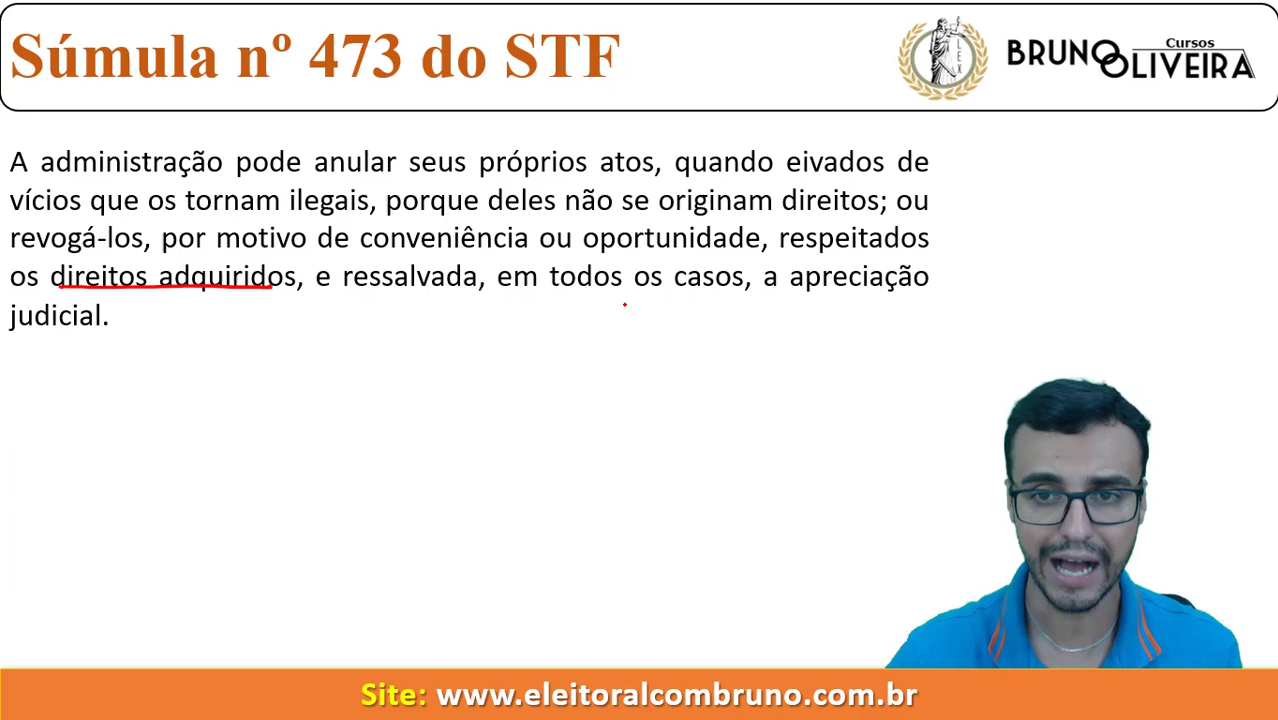 Súmula nº 473 do STF
LEX
Cursos
BRUNO
OLIVEIRA
A administração pode anular seus próprios atos, quando eivados de
vícios que os tornam ilegais, porque deles não se originam direitos; ou
revogá-los, por motivo de conveniência ou oportunidade, respeitados
os direitos adquiridos, e ressalvada, em todos os casos, a apreciação
judicial.
Site: www.eleitoralcombruno.com.br